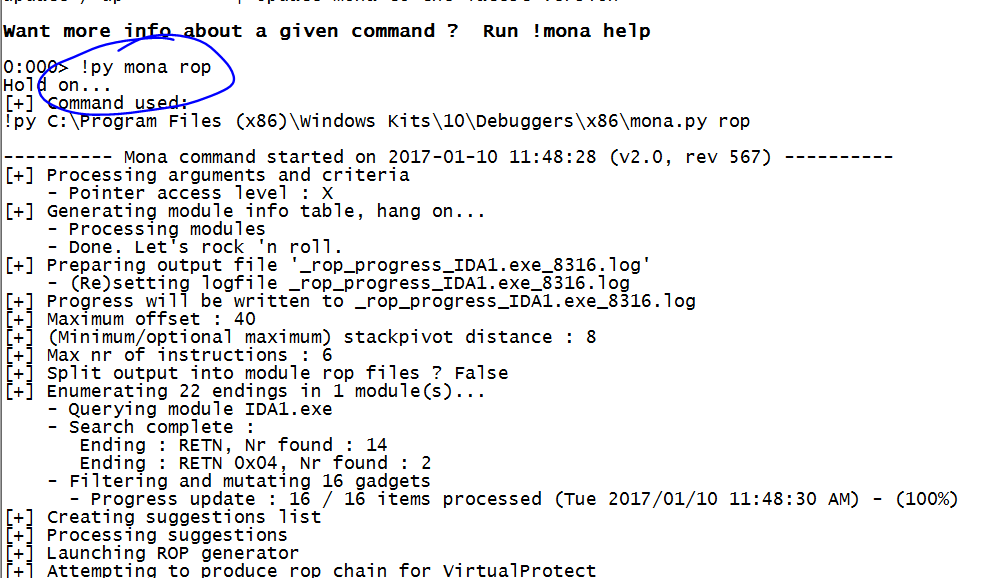 Want more info about a given command ?  Run !mona help
0:000> !py mona rop
Hold on...
[+] Command used:
!py C:\Program Files (x86)\Windows Kits\10\Debuggers\x86\mona.py rop
---------- Mona command started on 2017-01-10 11:48:28 (v2.0, rev 567) ----------
[+] Processing arguments and criteria
    - Pointer access level : X
[+] Generating module info table, hang on...
    - Processing modules
    - Done. Let's rock 'n roll.
[+] Preparing output file '_rop_progress_IDA1.exe_8316.log'
    - (Re)setting logfile _rop_progress_IDA1.exe_8316.log
[+] Progress will be written to _rop_progress_IDA1.exe_8316.log
[+] Maximum offset : 40
[+] (Minimum/optional maximum) stackpivot distance : 8
[+] Max nr of instructions : 6
[+] Split output into module rop files ? False
[+] Enumerating 22 endings in 1 module(s)...
    - Querying module IDA1.exe
    - Search complete :
       Ending : RETN, Nr found : 14
       Ending : RETN 0x04, Nr found : 2
    - Filtering and mutating 16 gadgets
      - Progress update : 16 / 16 items processed (Tue 2017/01/10 11:48:30 AM) - (100%)
[+] Creating suggestions list
[+] Processing suggestions
[+] Launching ROP generator
[+] Attempting to produce rop chain for VirtualProtect